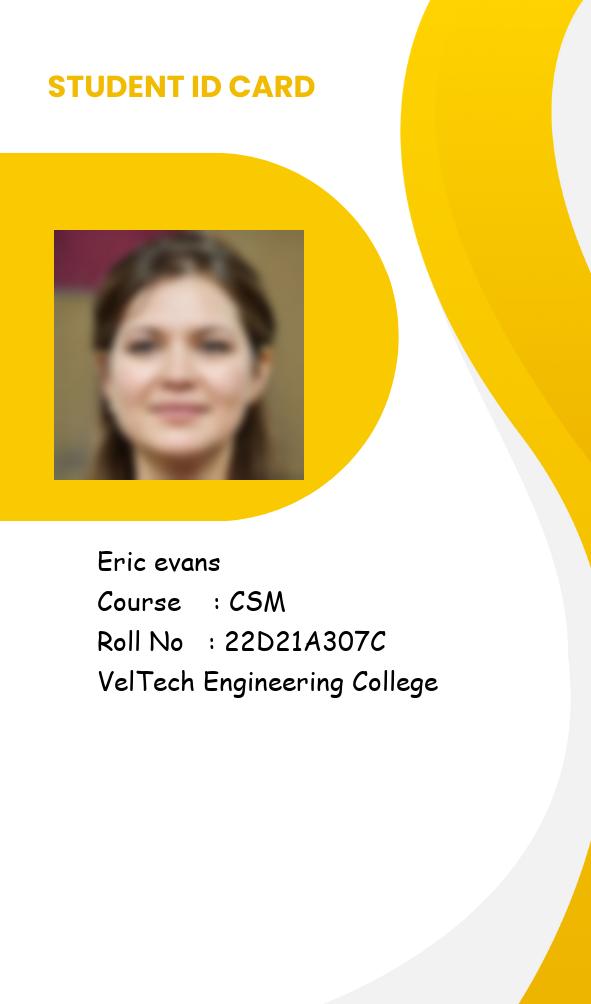 STUDENT ID CARD
Eric evans
Course : CSM
Roll No : 22D21A307C
VelTech Engineering College